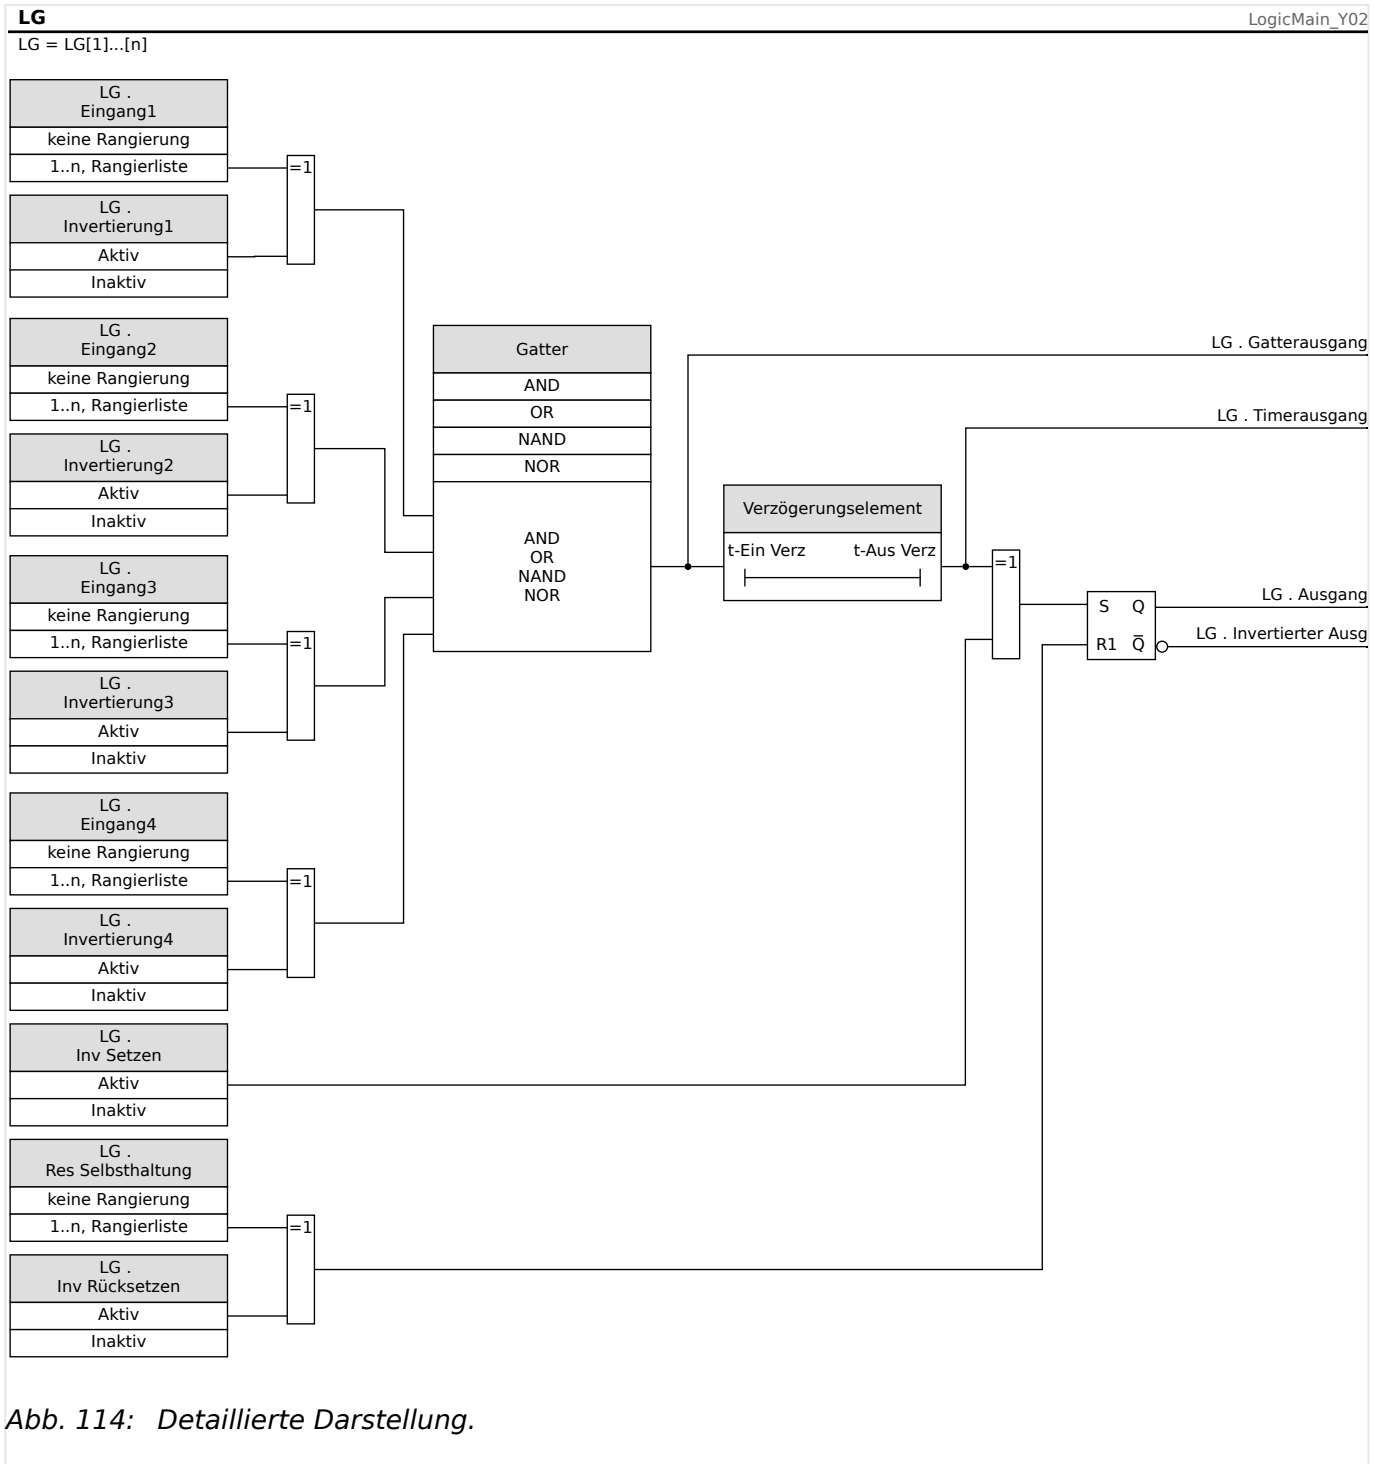 LG
LogicMain_Y02
LG = LG[1]...[n]
LG .
Eingang1
keine Rangierung
1..n, Rangierliste
=1
LG .
Invertierung1
Aktiv
Inaktiv
LG .
Eingang2
keine Rangierung
1..n, Rangierliste
=1
LG .
Invertierung2
Aktiv
Inaktiv
LG .
Eingang3
keine Rangierung
1..n, Rangierliste
=1
LG .
Invertierung3
Aktiv
Inaktiv
LG .
Eingang4
keine Rangierung
1..n, Rangierliste
=1
LG .
Invertierung4
Aktiv
Inaktiv
LG .
Inv Setzen
Aktiv
Inaktiv
LG .
Res Selbsthaltung
keine Rangierung
1..n, Rangierliste
=1
LG .
Inv Rücksetzen
Aktiv
Inaktiv
Gatter
AND
OR
NAND
NOR
AND
OR
NAND
NOR
Verzögerungselement
t-Ein Verz t-Aus Verz
=1
S Q
R1 Q̅
LG . Gatterausgang
LG . Timerausgang
LG . Ausgang
LG . Invertierter Ausg
Abb. 114: Detaillierte Darstellung.